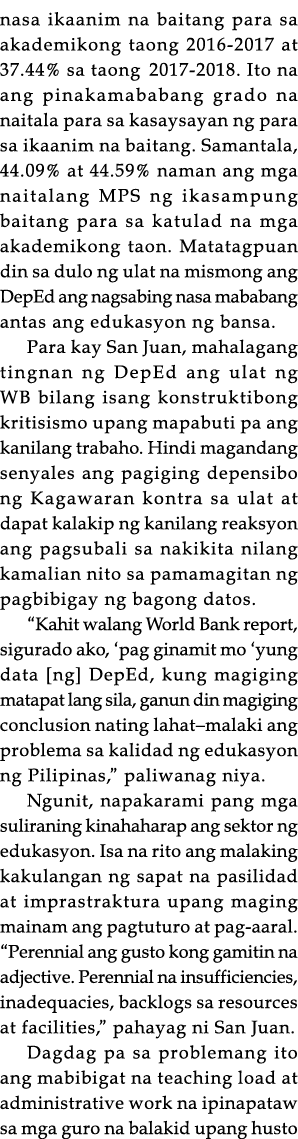 nasa ikaanim na baitang para sa
akademikong taong 2016-2017 at
37.44% sa taong 2017-2018. Ito na
ang pinakamababang grado na
naitala para sa kasaysayan ng para
sa ikaanim na baitang. Samantala,
44.09% at 44.59% naman ang mga
naitalang MPS ng ikasampung
baitang para sa katulad na mga
akademikong taon. Matatagpuan
din sa dulo ng ulat na mismong ang
DepEd ang nagsabing nasa mababang
antas ang edukasyon ng bansa.
Para kay San Juan, mahalagang
tingnan ng DepEd ang ulat ng
WB bilang isang konstruktibong
kritisismo upang mapabuti pa ang
kanilang trabaho. Hindi magandang
senyales ang pagiging depensibo
ng Kagawaran kontra sa ulat at
dapat kalakip ng kanilang reaksyon
ang pagsubali sa nakikita nilang
kamalian nito sa pamamagitan ng
pagbibigay ng bagong datos.
“Kahit walang World Bank report,
sigurado ako, ‘pag ginamit mo ‘yung
data [ng] DepEd, kung magiging
matapat lang sila, ganun din magiging
conclusion nating lahat–malaki ang
problema sa kalidad ng edukasyon
ng Pilipinas,” paliwanag niya.
Ngunit, napakarami pang mga
suliraning kinahaharap ang sektor ng
edukasyon. Isa na rito ang malaking
kakulangan ng sapat na pasilidad
at imprastraktura upang maging
mainam ang pagtuturo at pag-aaral.
“Perennial ang gusto kong gamitin na
adjective. Perennial na insufficiencies,
inadequacies, backlogs sa resources
at facilities,” pahayag ni San Juan.
Dagdag pa sa problemang ito
ang mabibigat na teaching load at
administrative work na ipinapataw
sa mga guro na balakid upang husto